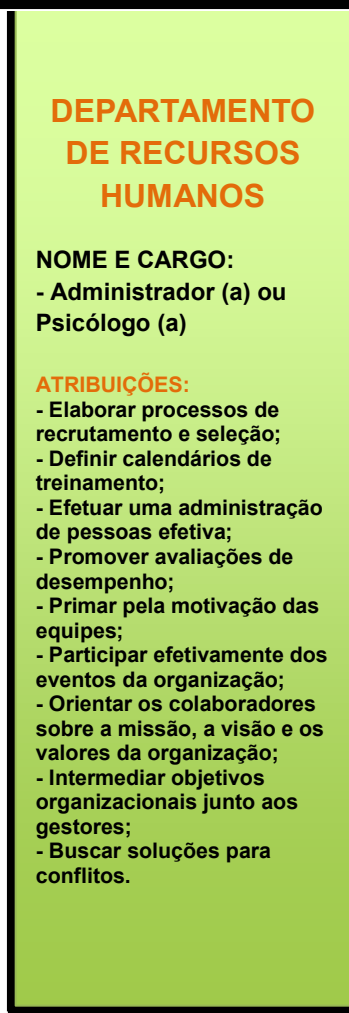 DEPARTAMENTO
DE RECURSOS
HUMANOS
NOME E CARGO:
- Administrador (a) ou
Psicólogo (a)
ATRIBUIÇÕES:
- Elaborar processos de
recrutamento e seleção;
- Definir calendários de
treinamento;
- Efetuar uma administração
de pessoas efetiva;
- Promover avaliações de
desempenho;
- Primar pela motivação das
equipes;
- Participar efetivamente dos
eventos da organização;
- Orientar os colaboradores
sobre a missão, a visão e os
valores da organização;
- Intermediar objetivos
organizacionais junto aos
gestores;
- Buscar soluções para
conflitos.